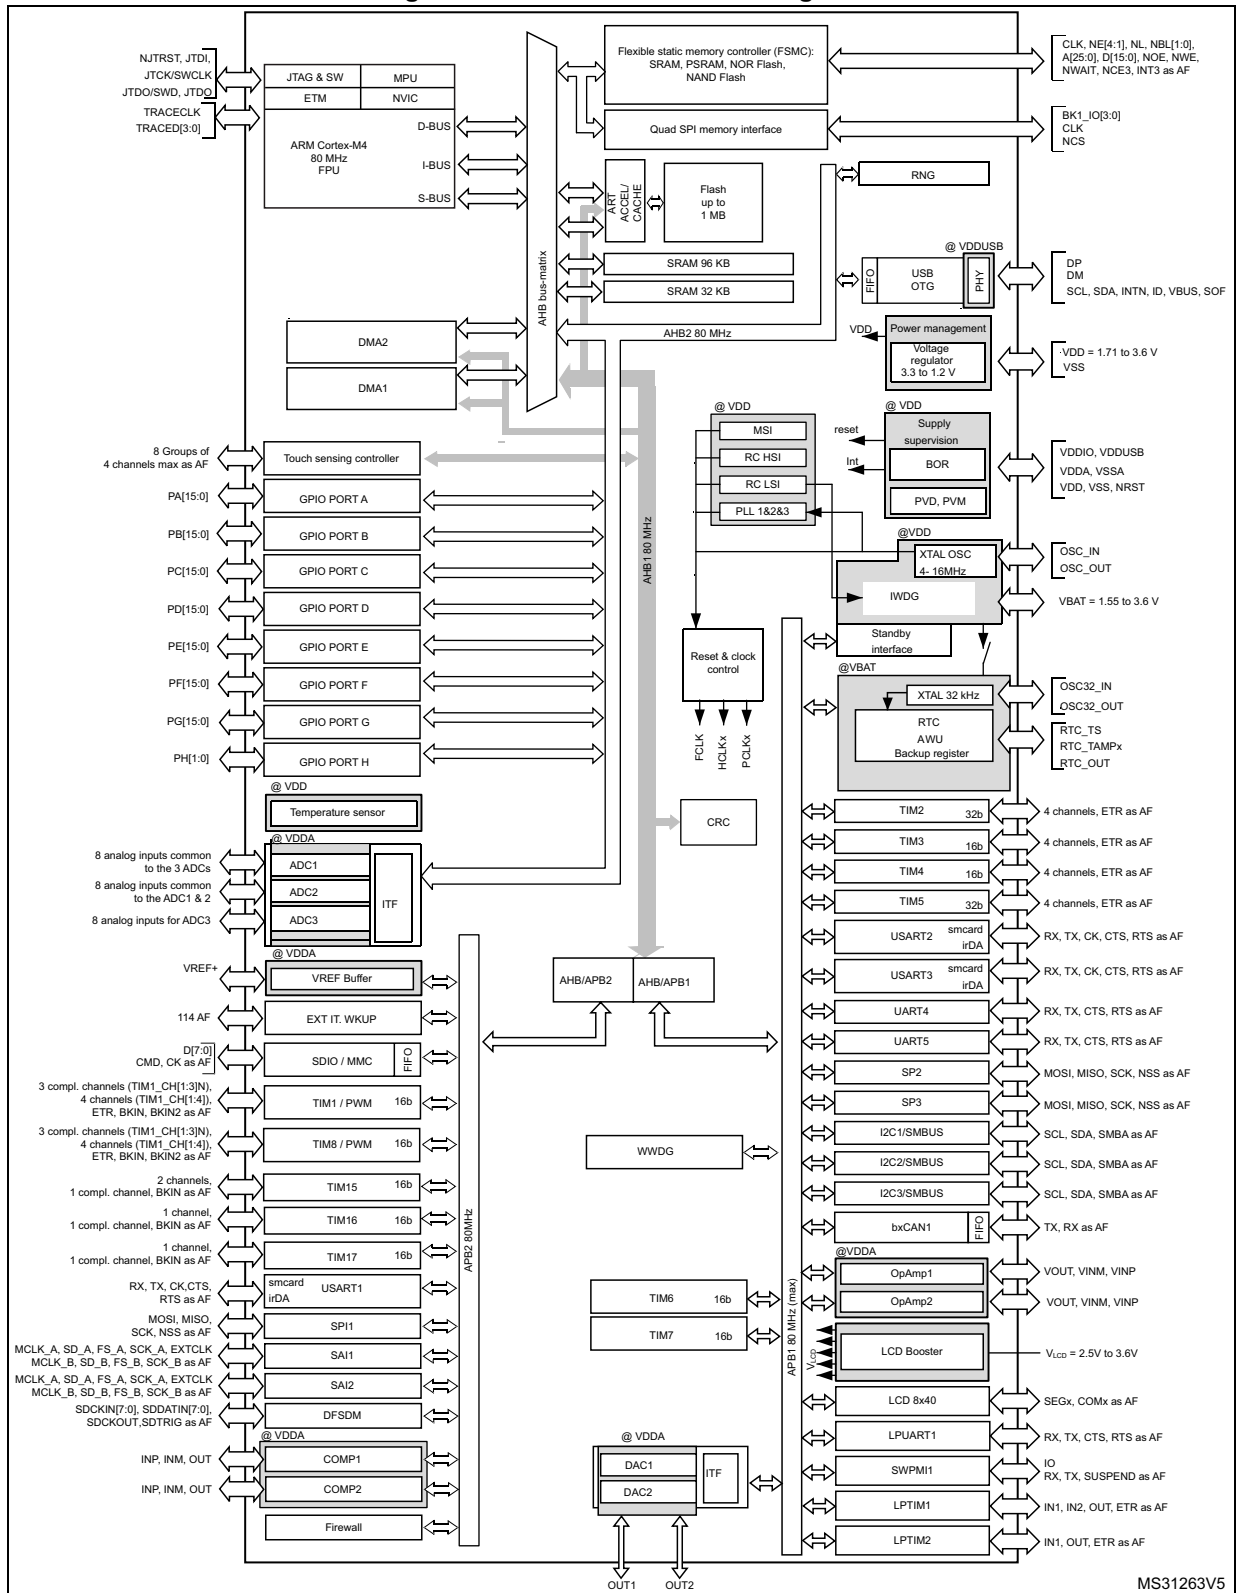 NJTRST, JTDI,
JTCK/SWCLK
JTDO/SWD, JTDO
TRACECLK
TRACED[3:0]
JTAG & SW
MPU
ETM
NVIC
ARM Cortex-M4
80 MHz
FPU
D-BUS
I-BUS
S-BUS
AHB bus-matrix
Flexible static memory controller (FSMC):
SRAM, PSRAM, NOR Flash,
NAND Flash
CLK, NE[4:1], NL, NBL[1:0],
A[25:0], D[15:0], NOE, NWE,
NWAIT, NCE3, INT3 as AF
Quad SPI memory interface
BK1_IO[3:0]
CLK
NCS
ART
ACCEL/
CACHE
Flash
up to
1 MB
RNG
SRAM 96 KB
SRAM 32 KB
@ VDDUSB
FIFO
USB
OTG
PHY
DP
DM
SCL, SDA, INTN, ID, VBUS, SOF
AHB2 80 MHz
DMA2
DMA1
VDD
Power management
Voltage
regulator
3.3 to 1.2 V
VDD = 1.71 to 3.6 V
VSS
@ VDD
MSI
RC HSI
RC LSI
PLL 1&2&3
@ VDD
Supply
supervision
reset
Int
BOR
PVD, PVM
VDDIO, VDDUSB
VDDA, VSSA
VDD, VSS, NRST
8 Groups of
4 channels max as AF
Touch sensing controller
PA[15:0]
GPIO PORT A
PB[15:0]
GPIO PORT B
PC[15:0]
GPIO PORT C
PD[15:0]
GPIO PORT D
PE[15:0]
GPIO PORT E
PF[15:0]
GPIO PORT F
PG[15:0]
GPIO PORT G
PH[1:0]
GPIO PORT H
AHB1 80 MHz
@VDD
XTAL OSC
4- 16MHz
IWDG
OSC_IN
OSC_OUT
VBAT = 1.55 to 3.6 V
Standby
interface
Reset & clock
control
FCLK
HCLKx
PCLKx
@VBAT
XTAL 32 kHz
RTC
AWU
Backup register
OSC32_IN
OSC32_OUT
RTC_TS
RTC_TAMPx
RTC_OUT
@ VDD
Temperature sensor
@ VDDA
8 analog inputs common
to the 3 ADCs
ADC1
8 analog inputs common
to the ADC1 & 2
ADC2
8 analog inputs for ADC3
ADC3
ITF
CRC
TIM2
32b
4 channels, ETR as AF
TIM3
16b
4 channels, ETR as AF
TIM4
16b
4 channels, ETR as AF
TIM5
32b
4 channels, ETR as AF
USART2
smcard
irDA
RX, TX, CK, CTS, RTS as AF
USART3
smcard
irDA
RX, TX, CK, CTS, RTS as AF
UART4
RX, TX, CTS, RTS as AF
UART5
RX, TX, CTS, RTS as AF
SP2
MOSI, MISO, SCK, NSS as AF
SP3
MOSI, MISO, SCK, NSS as AF
I2C1/SMBUS
SCL, SDA, SMBA as AF
I2C2/SMBUS
SCL, SDA, SMBA as AF
I2C3/SMBUS
SCL, SDA, SMBA as AF
bxCAN1
FIFO
TX, RX as AF
@VDDA
OpAmp1
VOUT, VINM, VINP
OpAmp2
VOUT, VINM, VINP
VLCD
LCD Booster
VLCD = 2.5V to 3.6V
LCD 8x40
SEGx, COMx as AF
LPUART1
RX, TX, CTS, RTS as AF
SWPMI1
IO
RX, TX, SUSPEND as AF
LPTIM1
IN1, IN2, OUT, ETR as AF
LPTIM2
IN1, OUT, ETR as AF
@ VDDA
VREF+
VREF Buffer
114 AF
EXT IT. WKUP
D[7:0]
CMD, CK as AF
SDIO / MMC
FIFO
3 compl. channels (TIM1_CH[1:3]N),
4 channels (TIM1_CH[1:4]),
ETR, BKIN, BKIN2 as AF
TIM1 / PWM
16b
3 compl. channels (TIM1_CH[1:3]N),
4 channels (TIM1_CH[1:4]),
ETR, BKIN, BKIN2 as AF
TIM8 / PWM
16b
2 channels,
1 compl. channel, BKIN as AF
TIM15
16b
1 channel,
1 compl. channel, BKIN as AF
TIM16
16b
1 channel,
1 compl. channel, BKIN as AF
TIM17
16b
RX, TX, CK,CTS,
RTS as AF
smcard
irDA
USART1
MOSI, MISO,
SCK, NSS as AF
SPI1
MCLK_A, SD_A, FS_A, SCK_A, EXTCLK
MCLK_B, SD_B, FS_B, SCK_B as AF
SAI1
MCLK_A, SD_A, FS_A, SCK_A, EXTCLK
MCLK_B, SD_B, FS_B, SCK_B as AF
SAI2
SDCKIN[7:0], SDDATIN[7:0],
SDCKOUT,SDTRIG as AF
DFSDM
@ VDDA
INP, INM, OUT
COMP1
INP, INM, OUT
COMP2
Firewall
APB2 80MHz
AHB/APB2
AHB/APB1
WWDG
TIM6
16b
TIM7
16b
APB1 80 MHz (max)
@ VDDA
DAC1
DAC2
ITF
OUT1
OUT2
MS31263V5